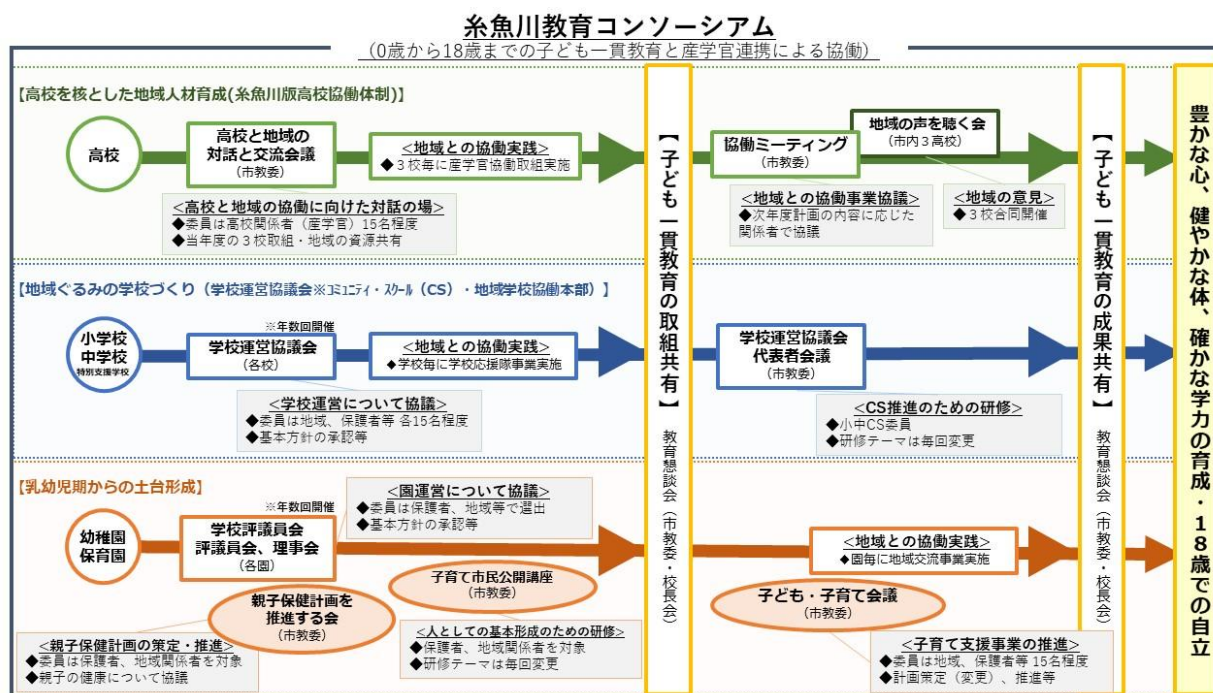 糸魚川教育コンソーシアム
（0歳から18歳までの子ども一貫教育と産学官連携による協働）
【高校を核とした地域人材育成(糸魚川版高校協働体制)】
高校
高校と地域の
対話と交流会議
（市教委）
<地域との協働実践>
◆３校毎に産学官協働取組実施
<高校と地域の協働に向けた対話の場>
◆委員は高校関係者（産学官）15名程度
◆当年度の３校取組・地域の資源共有
協働ミーティング
（市教委）
地域の声を聴く会
（市内３高校）
<地域との協働事業協議>
◆次年度計画の内容に応じた
関係者で協議
<地域の意見>
◆３校合同開催
【地域ぐるみの学校づくり（学校運営協議会※ｺﾐｭﾆﾃｨ・ｽｸｰﾙ（CS）・地域学校協働本部）】
小学校
中学校
特別支援学校
※年数回開催
学校運営協議会
（各校）
<地域との協働実践>
◆学校毎に学校応援隊事業実施
<学校運営について協議>
◆委員は地域、保護者等 各15名程度
◆基本方針の承認等
学校運営協議会
代表者会議
（市教委）
<CS推進のための研修>
◆小中CS委員
◆研修テーマは毎回変更
【乳幼児期からの土台形成】
幼稚園
保育園
※年数回開催
学校評議員会
評議員会、理事会
（各園）
<園運営について協議>
◆委員は保護者、地域等で選出
◆基本方針の承認等
親子保健計画を
推進する会
（市教委）
<親子保健計画の策定・推進>
◆委員は保護者、地域関係者を対象
◆親子の健康について協議
子育て市民公開講座
（市教委）
<人としての基本形成のための研修>
◆保護者、地域関係者を対象
◆研修テーマは毎回変更
<地域との協働実践>
◆園毎に地域交流事業実施
子ども・子育て会議
（市教委）
<子育て支援事業の推進>
◆委員は地域、保護者等 15名程度
◆計画策定（変更）、推進等
【子ども一貫教育の取組共有】教育懇談会（市教委・校長会）
【子ども一貫教育の成果共有】教育懇談会（市教委・校長会）
豊かな心、健やかな体、確かな学力の育成・18歳での自立